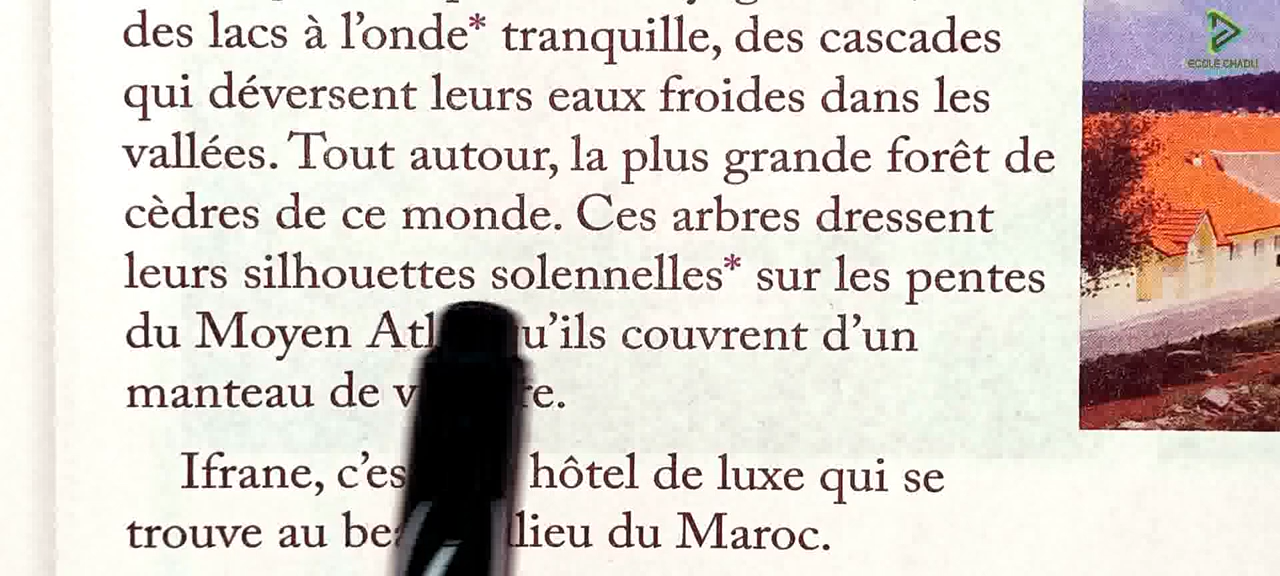 des lacs à l'onde* tranquille, des cascades
qui déversent leurs eaux froides dans les
vallées. Tout autour, la plus grande forêt de
cèdres de ce monde. Ces arbres dressent
leurs silhouettes solennelles* sur les pentes
du Moyen couvrent d'un
manteau de
Ifrane, hôtel de luxe qui se
trouve au du Maroc.
ECOLE CHADLI